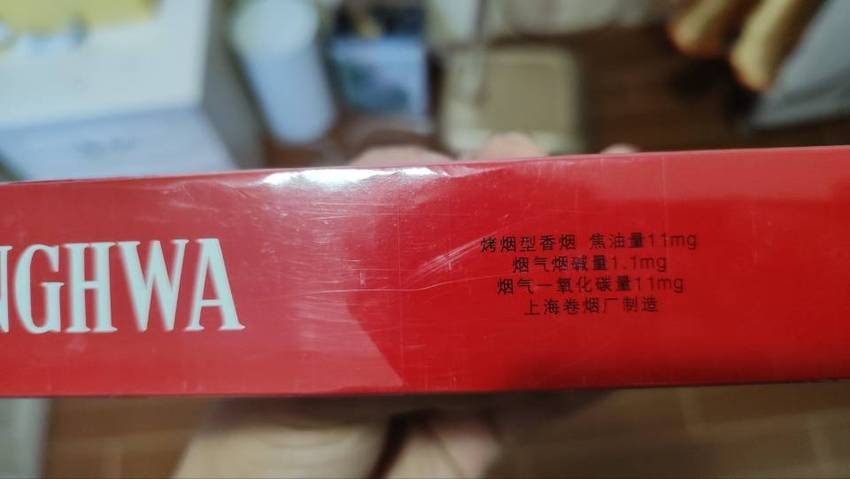 NGHWA
烤烟型香烟 焦油量11mg
烟气烟碱量1.1mg
烟气一氧化碳量11mg
上海卷烟厂制造